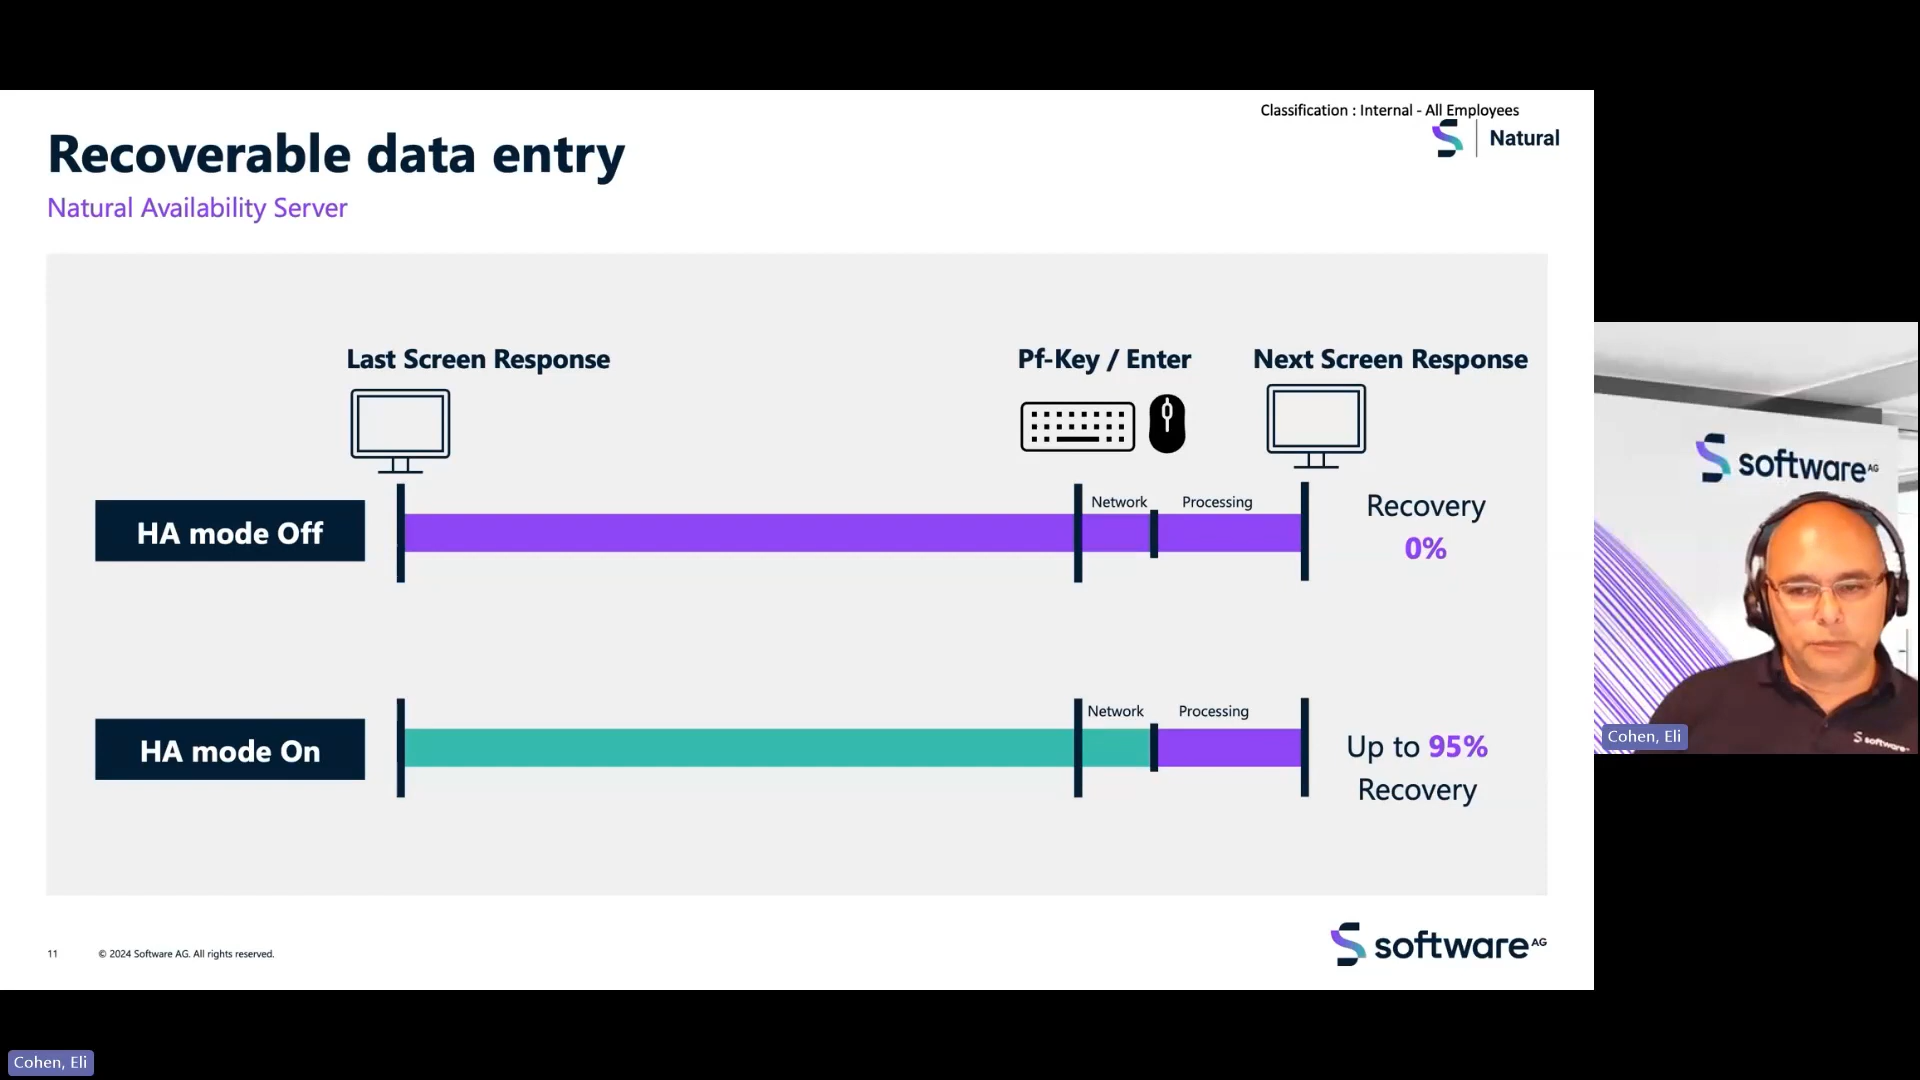 Classification : Internal - All Employees
Natural
Recoverable data entry
Natural Availability Server
Last Screen Response
Pf-Key / Enter
Next Screen Response
HA mode Off
Network
Processing
Recovery
0%
HA mode On
Network
Processing
Up to 95%
Recovery
11
© 2024 Software AG. All rights reserved.
software AG
software AG
software
Cohen, Eli
Cohen, Eli